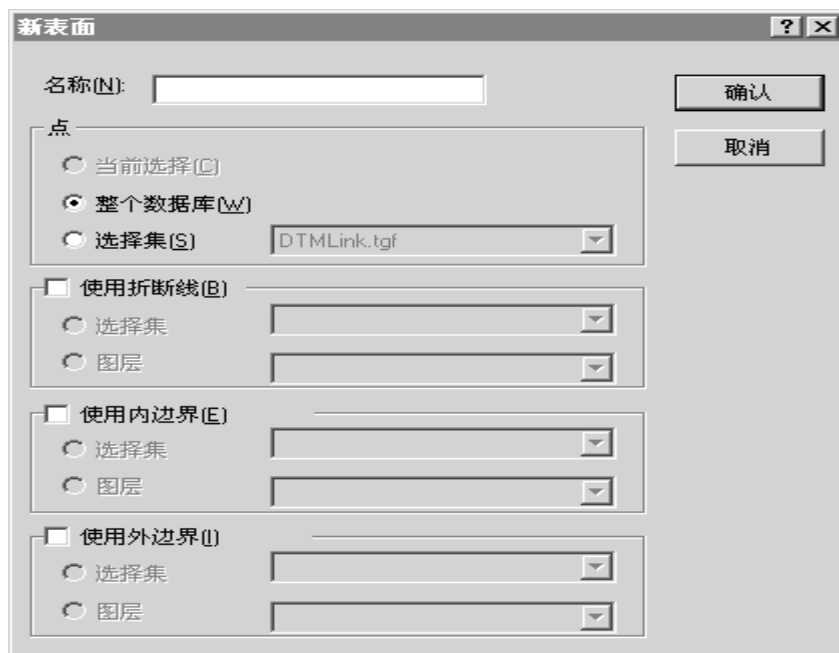 新表面
名称(N):
确认
取消
点
当前选择(C)
整个数据库(W)
选择集(S) DTMLink.tgf
使用折断线(B)
选择集
图层
使用内边界(E)
选择集
图层
使用外边界(I)
选择集
图层